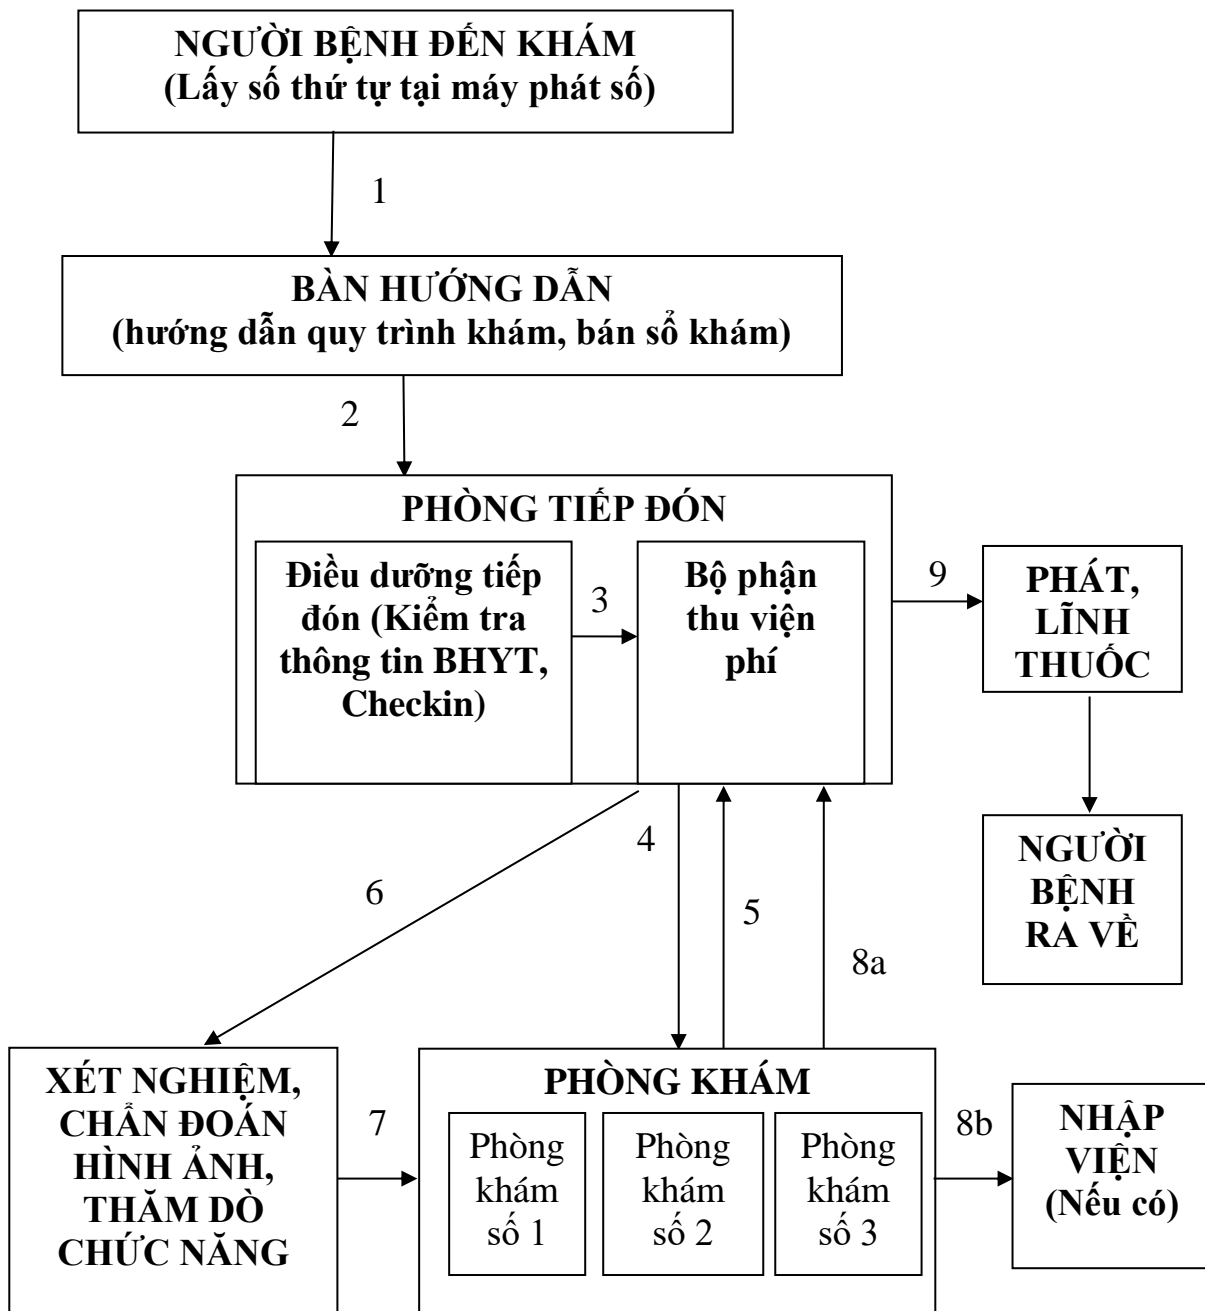 NGƯỜI BỆNH ĐẾN KHÁM
(Lấy số thứ tự tại máy phát số)
1
BÀN HƯỚNG DẪN
(hướng dẫn quy trình khám, bán sổ khám)
2
PHÒNG TIẾP ĐÓN
Điều dưỡng tiếp
đón (Kiểm tra
thông tin BHYT,
Checkin)
3
Bộ phận
thu viện
phí
9
PHÁT,
LĨNH
THUỐC
NGƯỜI
BỆNH
RA VỀ
4
6
5
8a
XÉT NGHIỆM,
CHẨN ĐOÁN
HÌNH ẢNH,
THĂM DÒ
CHỨC NĂNG
7
PHÒNG KHÁM
Phòng
khám
số 1
Phòng
khám
số 2
Phòng
khám
số 3
8b
NHẬP
VIỆN
(Nếu có)